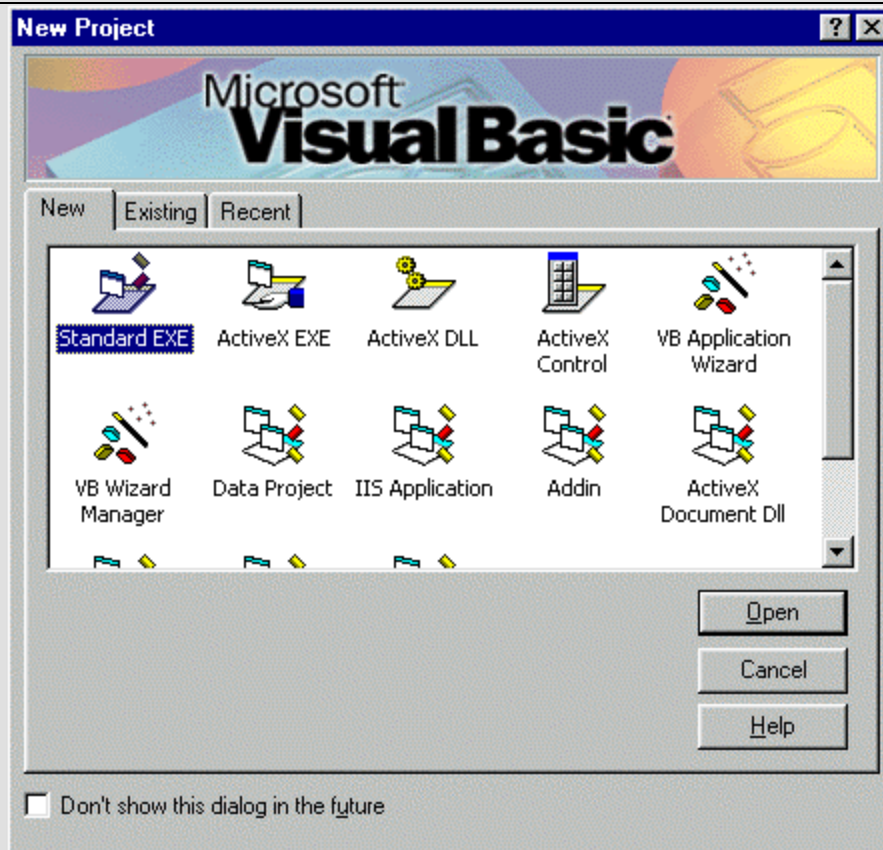 New Project
Microsoft
Visual Basic
New Existing Recent
Standard EXE ActiveX EXE ActiveX DLL ActiveX Control VB Application Wizard
VB Wizard Manager Data Project IIS Application Addin ActiveX Document Dll
Open
Cancel
Help
Don't show this dialog in the future